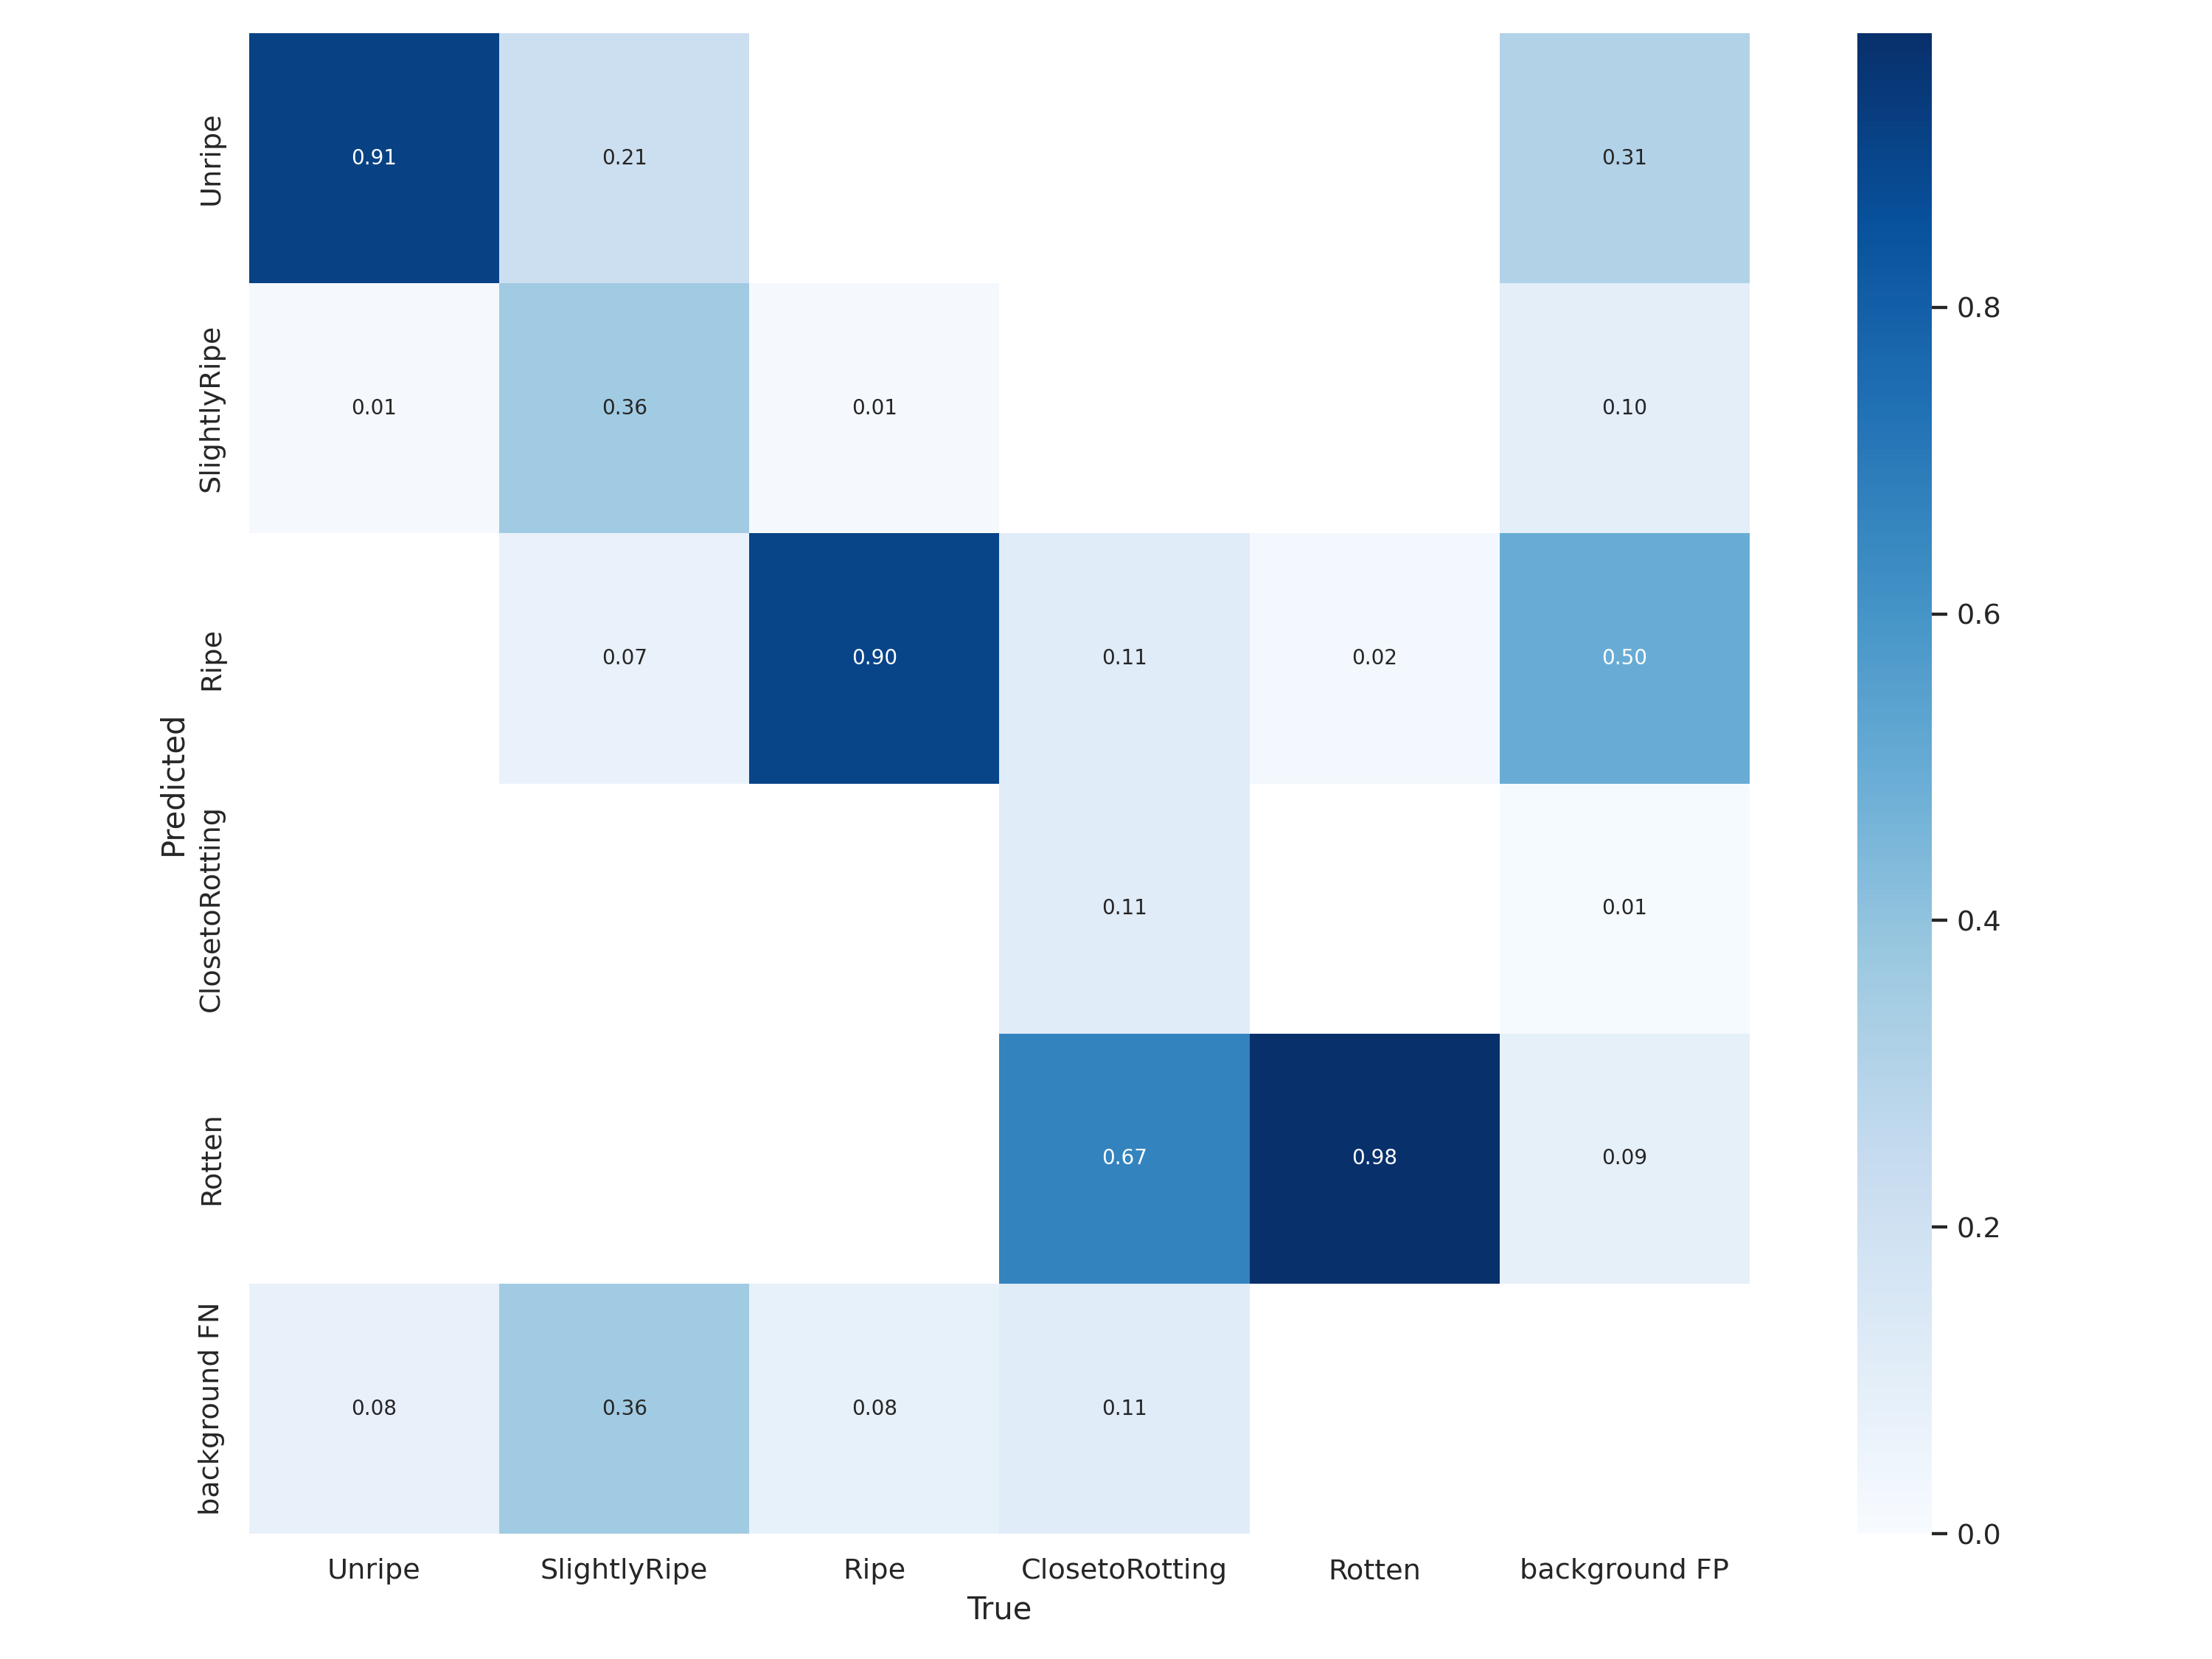 Predicted
Unripe 0.91 0.21 0.31
SlightlyRipe 0.01 0.36 0.01 0.10
Ripe 0.07 0.90 0.11 0.02 0.50
ClosetoRotting 0.11 0.01
Rotten 0.67 0.98 0.09
background FN 0.08 0.36 0.08 0.11
Unripe SlightlyRipe Ripe ClosetoRotting Rotten background FP
True
0.8
0.6
0.4
0.2
0.0